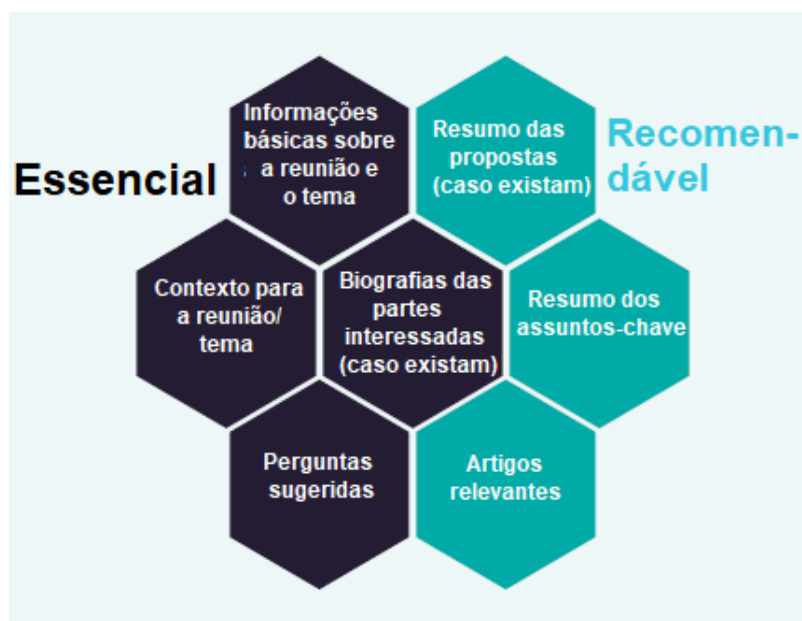 Essencial
Informações
básicas sobre
a reunião e
o tema
Resumo das
propostas
(caso existam)
Recomen-
dável
Contexto para
a reunião/
tema
Biografias das
partes
interessadas
(caso existam)
Resumo dos
assuntos-chave
Perguntas
sugeridas
Artigos
relevantes